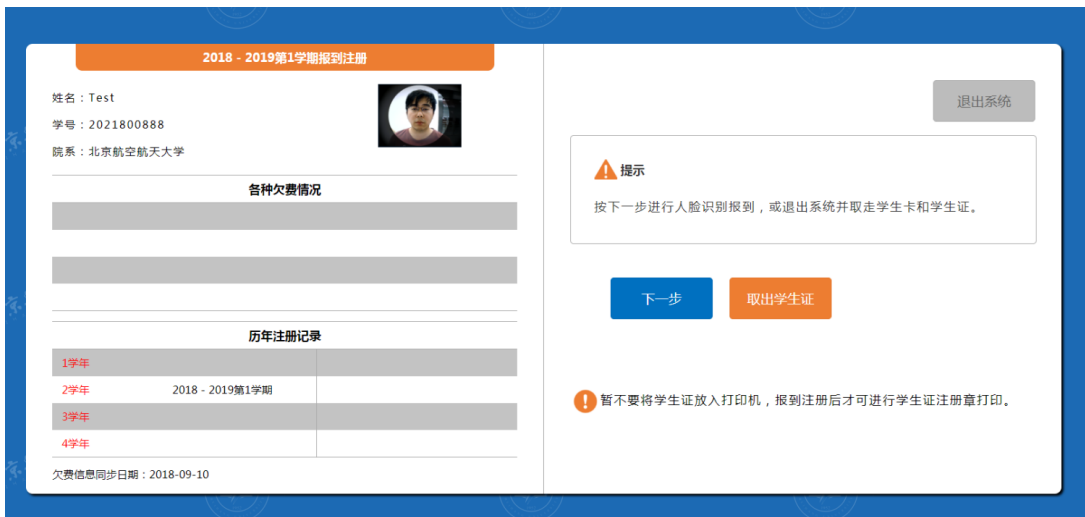 2018 - 2019第1学期报到注册
姓名：Test
学号：2021800888
院系：北京航空航天大学
各种欠费情况
历年注册记录
1学年
2学年 2018 - 2019第1学期
3学年
4学年
欠费信息同步日期：2018-09-10
退出系统
提示
按下一步进行人脸识别报到，或退出系统并取走学生卡和学生证。
下一步 取出学生证
暂不要将学生证放入打印机，报到注册后才可进行学生证注册章打印。